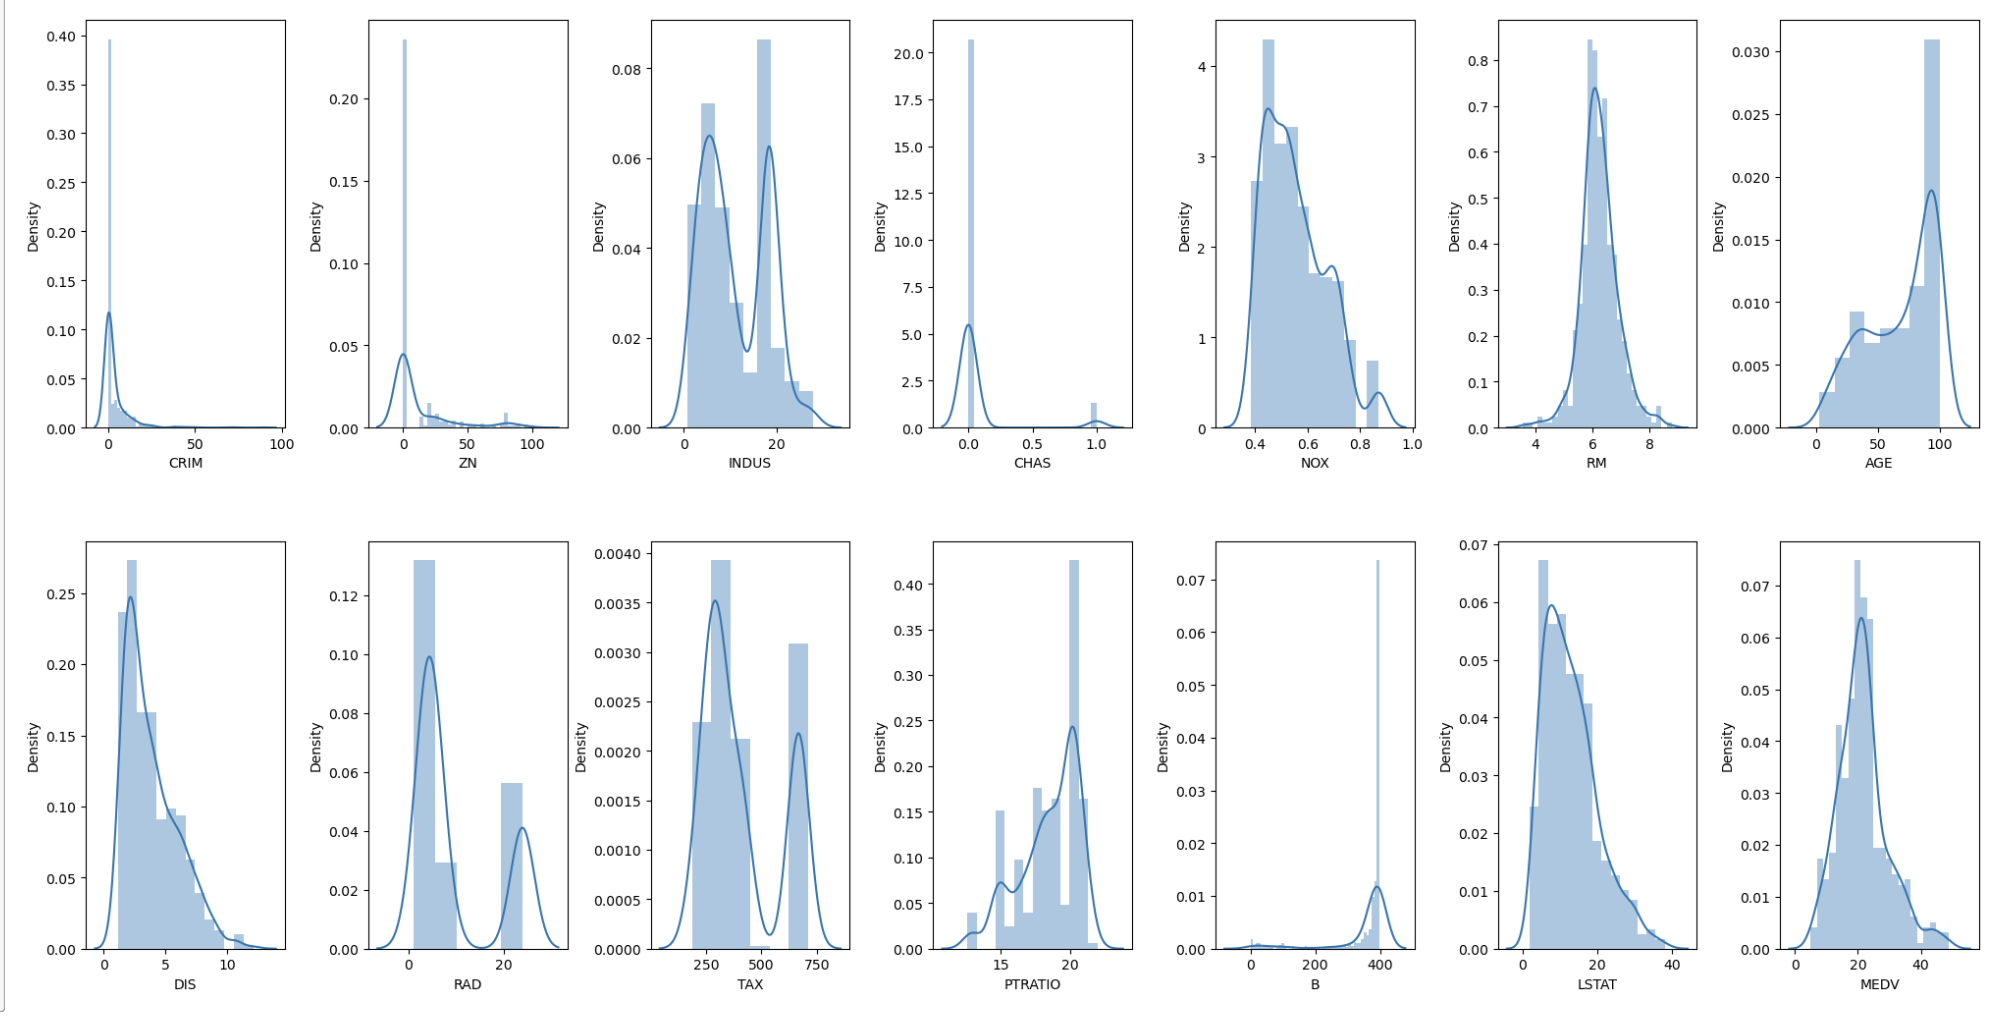 0.40
0.35
0.30
0.25
0.20
0.15
0.10
0.05
0.00
Density
0 50 100
CRIM
0.20
0.15
0.10
0.05
0.00
Density
0 50 100
ZN
0.08
0.06
0.04
0.02
0.00
Density
0 20
INDUS
20.0
17.5
15.0
12.5
10.0
7.5
5.0
2.5
0.0
Density
0.0 0.5 1.0
CHAS
4
3
2
1
0
Density
0.4 0.6 0.8 1.0
NOX
0.8
0.7
0.6
0.5
0.4
0.3
0.2
0.1
0.0
Density
4 6 8
RM
0.030
0.025
0.020
0.015
0.010
0.005
0.000
Density
0 50 100
AGE
0.25
0.20
0.15
0.10
0.05
0.00
Density
0 5 10
DIS
0.12
0.10
0.08
0.06
0.04
0.02
0.00
Density
0 20
RAD
0.0040
0.0035
0.0030
0.0025
0.0020
0.0015
0.0010
0.0005
0.0000
Density
250 500 750
TAX
0.40
0.35
0.30
0.25
0.20
0.15
0.10
0.05
0.00
Density
15 20
PTRATIO
0.07
0.06
0.05
0.04
0.03
0.02
0.01
0.00
Density
0 200 400
B
0.07
0.06
0.05
0.04
0.03
0.02
0.01
0.00
Density
0 20 40
LSTAT
0.07
0.06
0.05
0.04
0.03
0.02
0.01
0.00
Density
0 20 40
MEDV